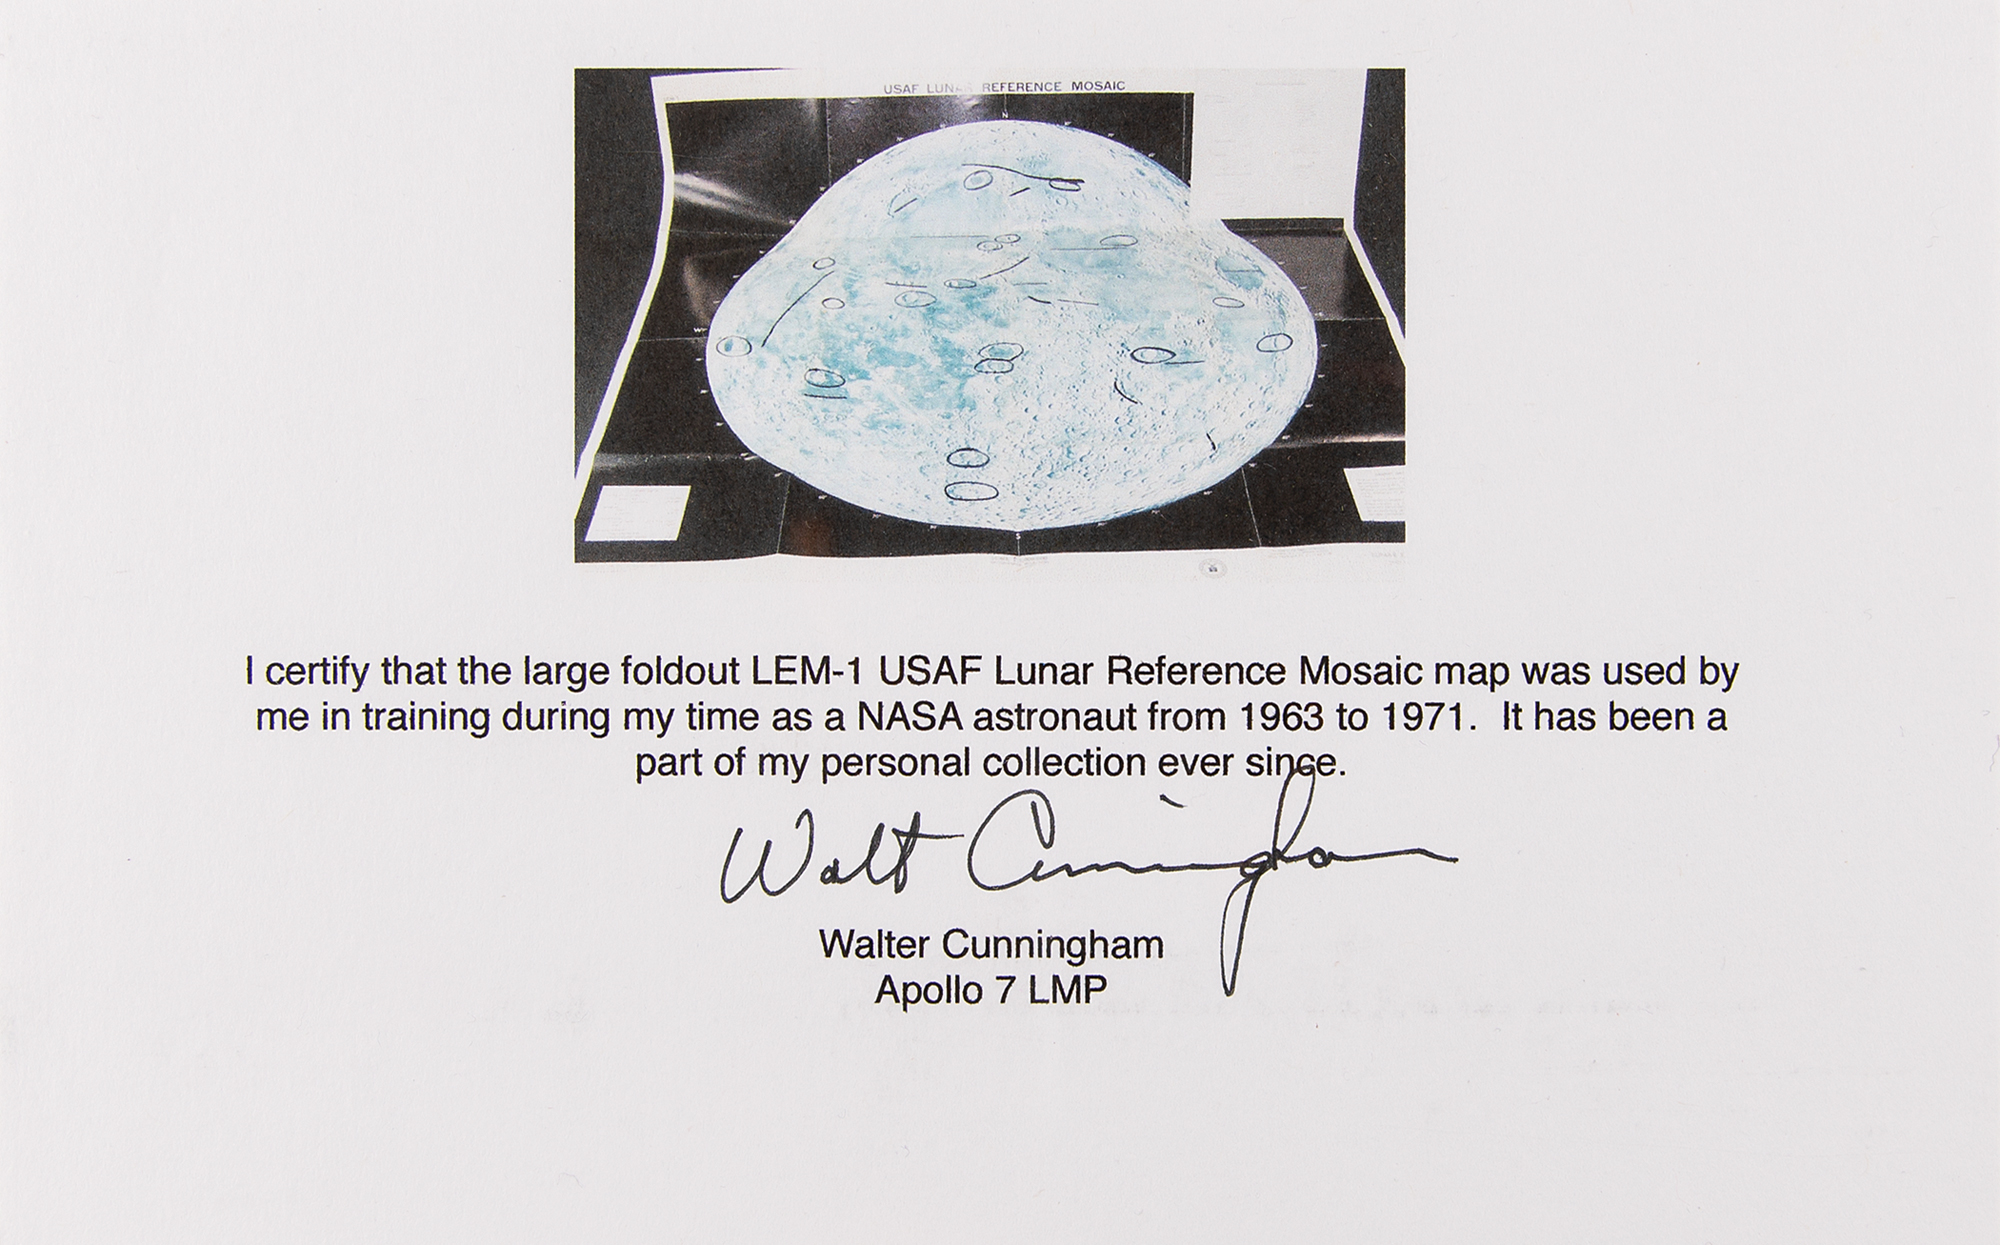 USAF LUNAR REFERENCE MOSAIC
N
S
I certify that the large foldout LEM-1 USAF Lunar Reference Mosaic map was used by
me in training during my time as a NASA astronaut from 1963 to 1971. It has been a
part of my personal collection ever since.
Walt Cunningham
Walter Cunningham
Apollo 7 LMP